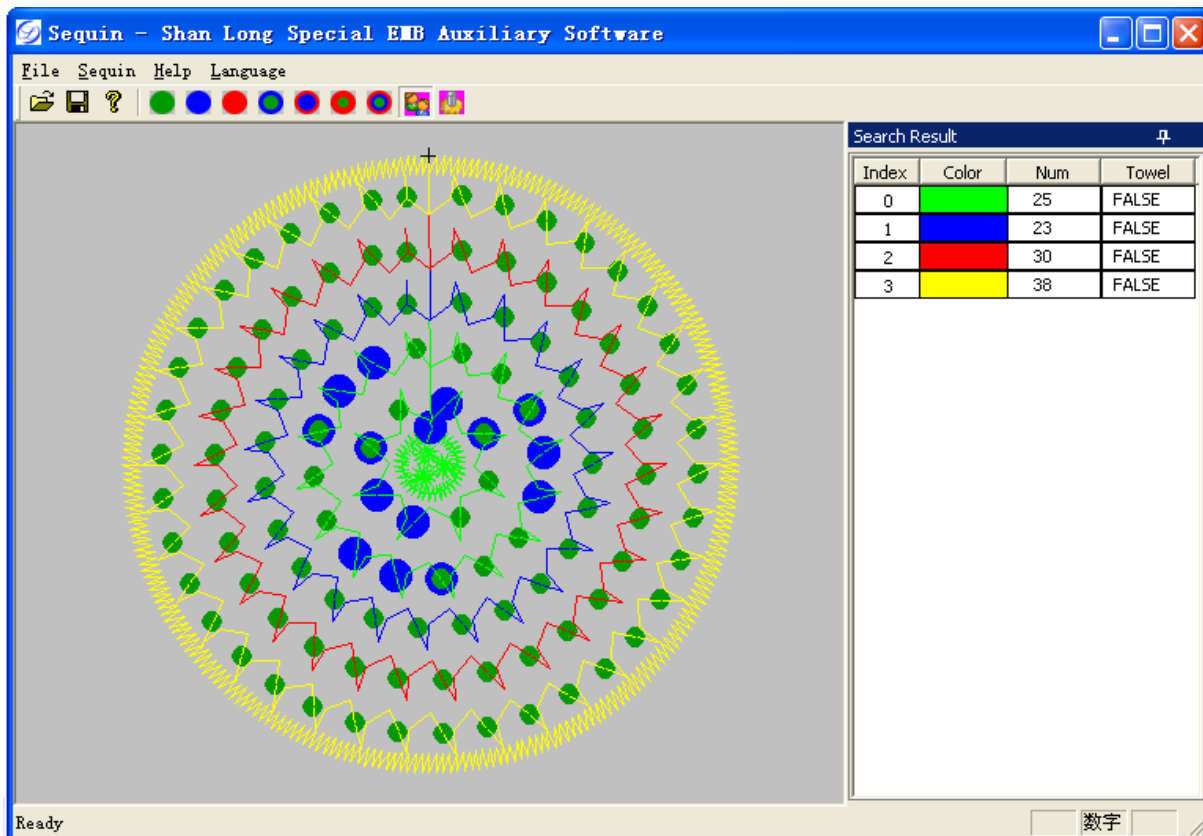 Sequin - Shan Long Special EMB Auxiliary Software
File Sequin Help Language
Search Result
Index Color Num Towel
0 25 FALSE
1 23 FALSE
2 30 FALSE
3 38 FALSE
Ready 数字